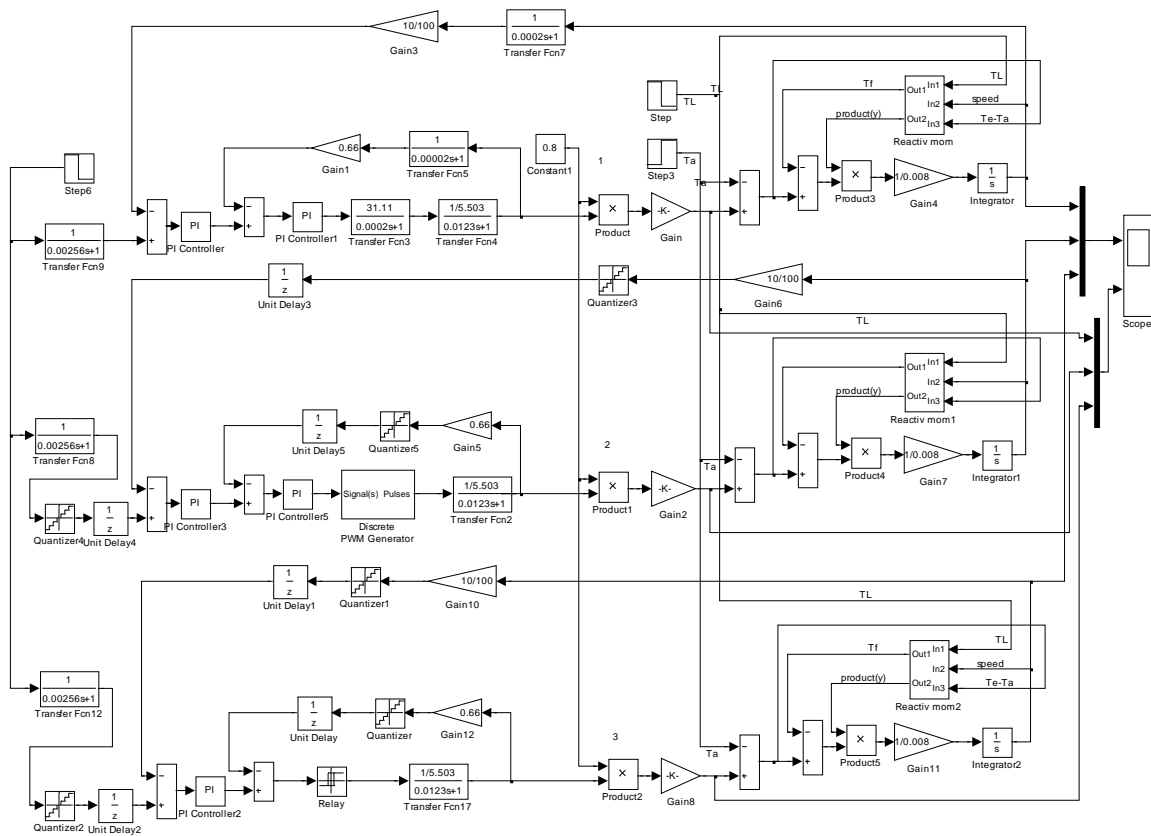 10/100
Gain3
1
0.0002s+1
Transfer Fcn7
TL
TL
Step
Tf
Out1
Out2
In1
In2
In3
TL
speed
Te-Ta
product(y)
Reactiv mom
Step6
0.66
Gain1
1
0.00002s+1
Transfer Fcn5
0.8
Constant1
1
Step3
Ta
Ta
×
Product3
1/0.008
Gain4
1
s
Integrator
1
0.00256s+1
Transfer Fcn9
PI
PI Controller
PI
PI Controller1
31.11
0.0002s+1
Transfer Fcn3
1/5.503
0.0123s+1
Transfer Fcn4
×
Product
-K-
Gain
Scope
1
z
Unit Delay3
Quantizer3
10/100
Gain6
TL
Out1
Out2
In1
In2
In3
product(y)
Reactiv mom1
1
0.00256s+1
Transfer Fcn8
1
z
Unit Delay5
Quantizer5
0.66
Gain5
2
Ta
×
Product4
1/0.008
Gain7
1
s
Integrator1
Quantizer4
1
z
Unit Delay4
PI
PI Controller3
PI
PI Controller5
Signal(s) Pulses
Discrete
PWM Generator
1/5.503
0.0123s+1
Transfer Fcn2
×
Product1
-K-
Gain2
1
z
Unit Delay1
Quantizer1
10/100
Gain10
TL
Tf
Out1
Out2
In1
In2
In3
TL
speed
Te-Ta
product(y)
Reactiv mom2
1
0.00256s+1
Transfer Fcn12
1
z
Unit Delay
Quantizer
0.66
Gain12
3
Ta
×
Product5
1/0.008
Gain11
1
s
Integrator2
Quantizer2
1
z
Unit Delay2
PI
PI Controller2
Relay
1/5.503
0.0123s+1
Transfer Fcn17
×
Product2
-K-
Gain8